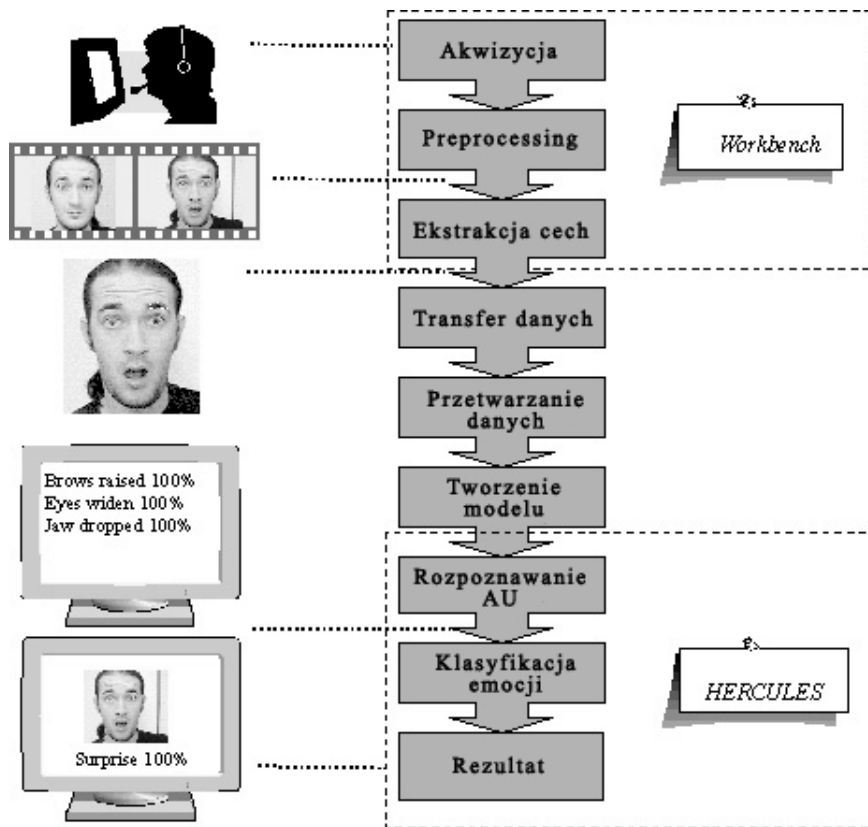 Akwizycja
Preprocessing
Workbench
Ekstrakcja cech
Transfer danych
Przetwarzanie
danych
Brows raised 100%
Eyes widen 100%
Jaw dropped 100%
Tworzenie
modelu
Rozpoznawanie
AU
Klasyfikacja
emocji
HERCULES
Surprise 100%
Rezultat